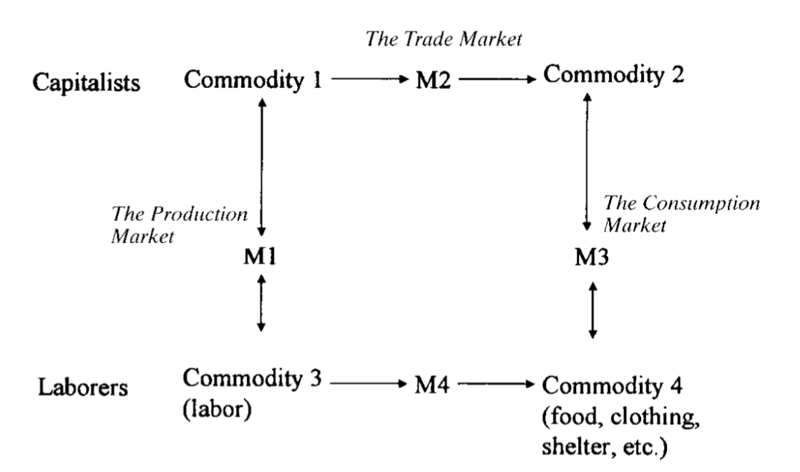 The Trade Market
Capitalists Commodity 1 M2 Commodity 2
The Production
Market
The Consumption
Market
M1 M3
Laborers Commodity 3 M4 Commodity 4
(labor) (food, clothing,
shelter, etc.)